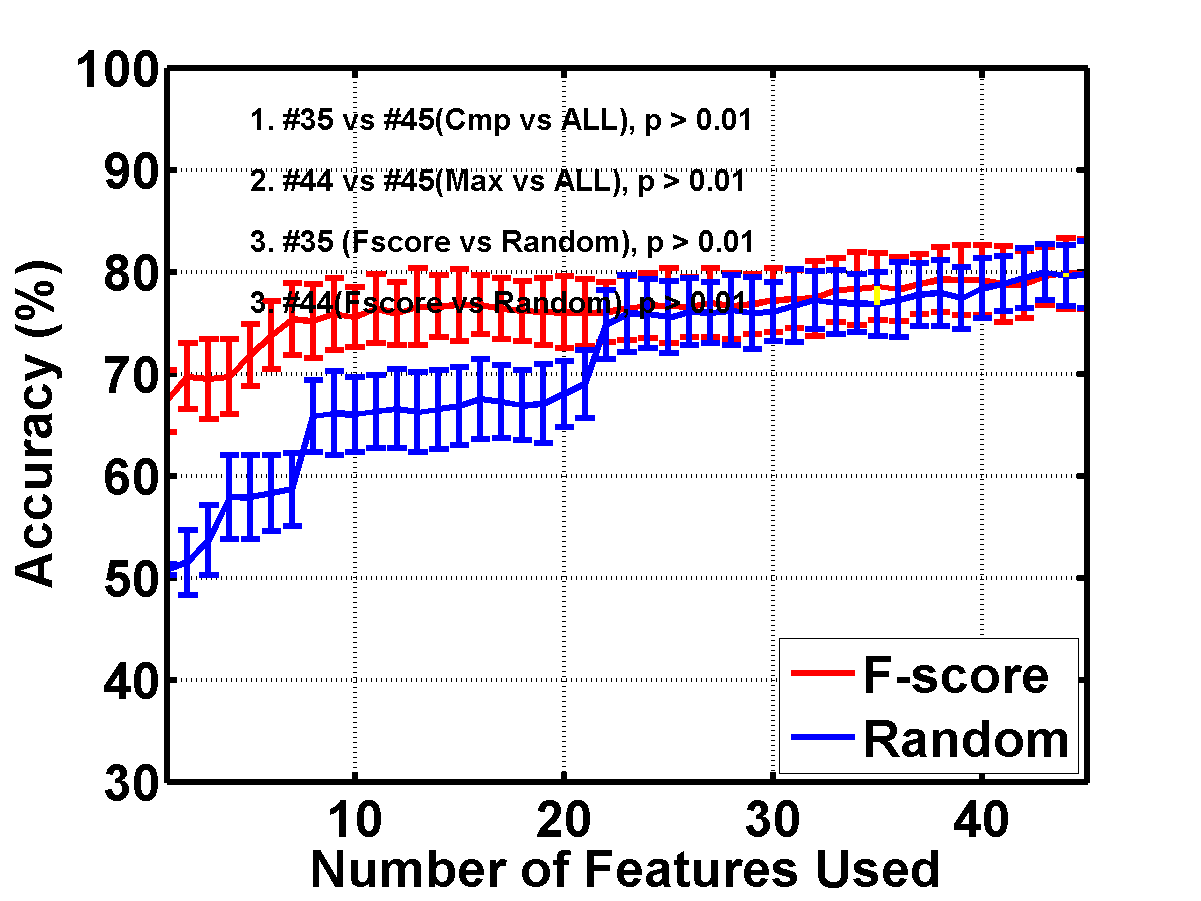 100
90
80
70
60
50
40
30
Accuracy (%)
1. #35 vs #45(Cmp vs ALL), p > 0.01
2. #44 vs #45(Max vs ALL), p > 0.01
3. #35 (Fscore vs Random), p > 0.01
3. #44(Fscore vs Random), p > 0.01
F-score
Random
10 20 30 40
Number of Features Used